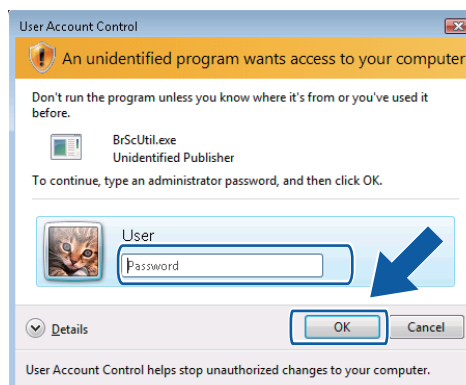 User Account Control
An unidentified program wants access to your computer
Don't run the program unless you know where it's from or you've used it
before.
BrScUtil.exe
Unidentified Publisher
To continue, type an administrator password, and then click OK.
User
Password
Details
OK
Cancel
User Account Control helps stop unauthorized changes to your computer.